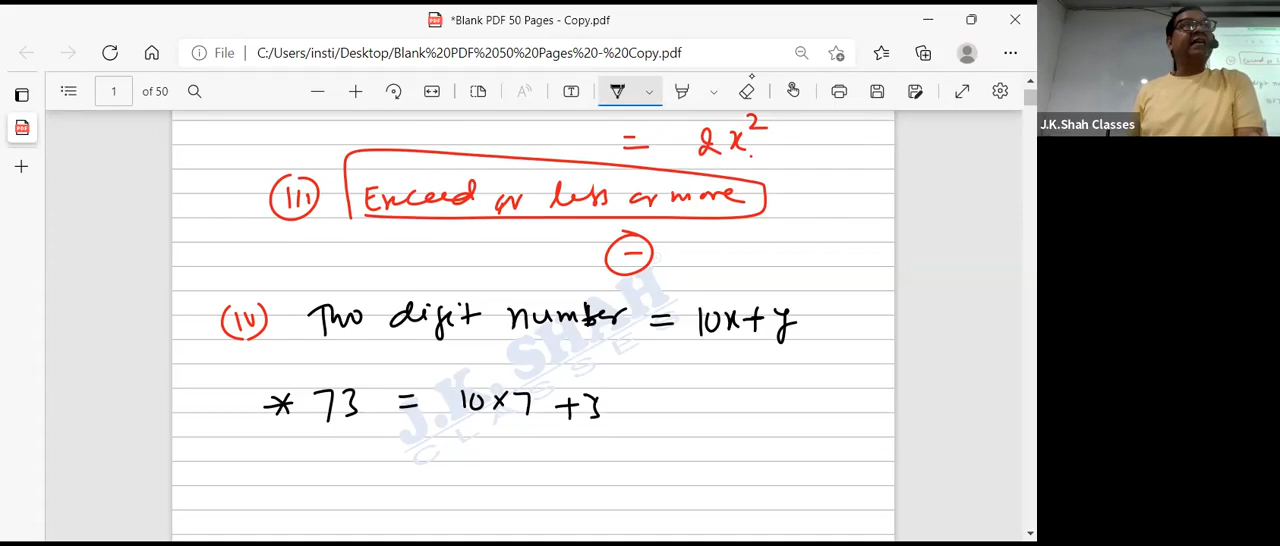 *Blank PDF 50 Pages - Copy.pdf
File C:/Users/insti/Desktop/Blank%20PDF%2050%20Pages%20-%20Copy.pdf
1 of 50
J.K.Shah Classes
= 2x²
(iii) Exceed or less or more
(-)
(iv) Two digit number = 10x+y
* 73 = 10×7 +3
J.K. SHAH
CLASSES